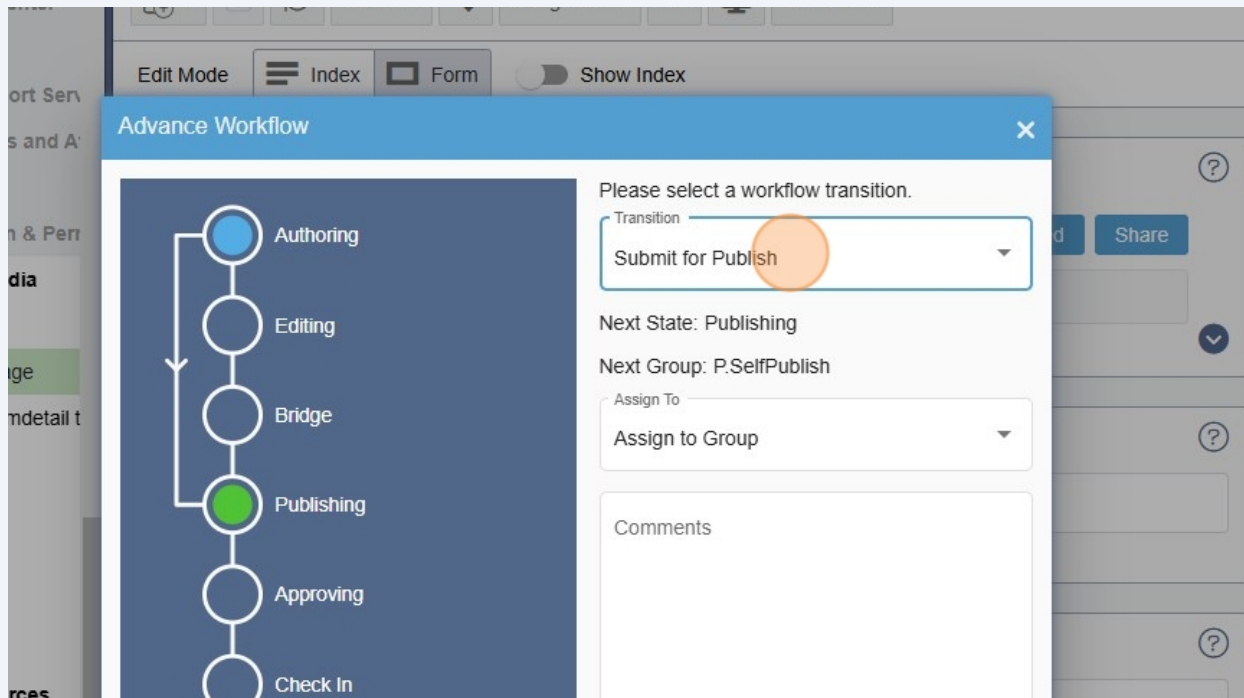 Edit Mode
Index
Form
Show Index
ort Serv
s and A
n & Perr
dia
ge
mdetail t
rces
Advance Workflow
Authoring
Editing
Bridge
Publishing
Approving
Check In
Please select a workflow transition.
Transition
Submit for Publish
Next State: Publishing
Next Group: P.SelfPublish
Assign To
Assign to Group
Comments
d
Share